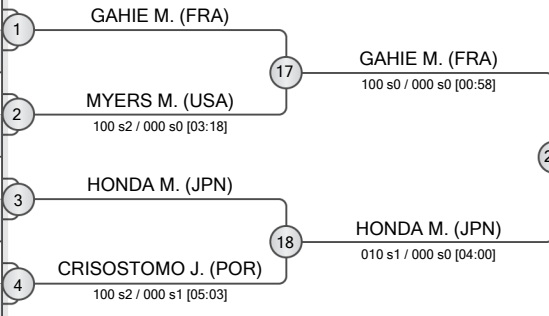 GAHIE M. (FRA)
1
17
GAHIE M. (FRA)
100 s0 / 000 s0 [00:58]
MYERS M. (USA)
2
100 s2 / 000 s0 [03:18]
2
HONDA M. (JPN)
3
18
HONDA M. (JPN)
010 s1 / 000 s0 [04:00]
CRISOSTOMO J. (POR)
4
100 s2 / 000 s1 [05:03]